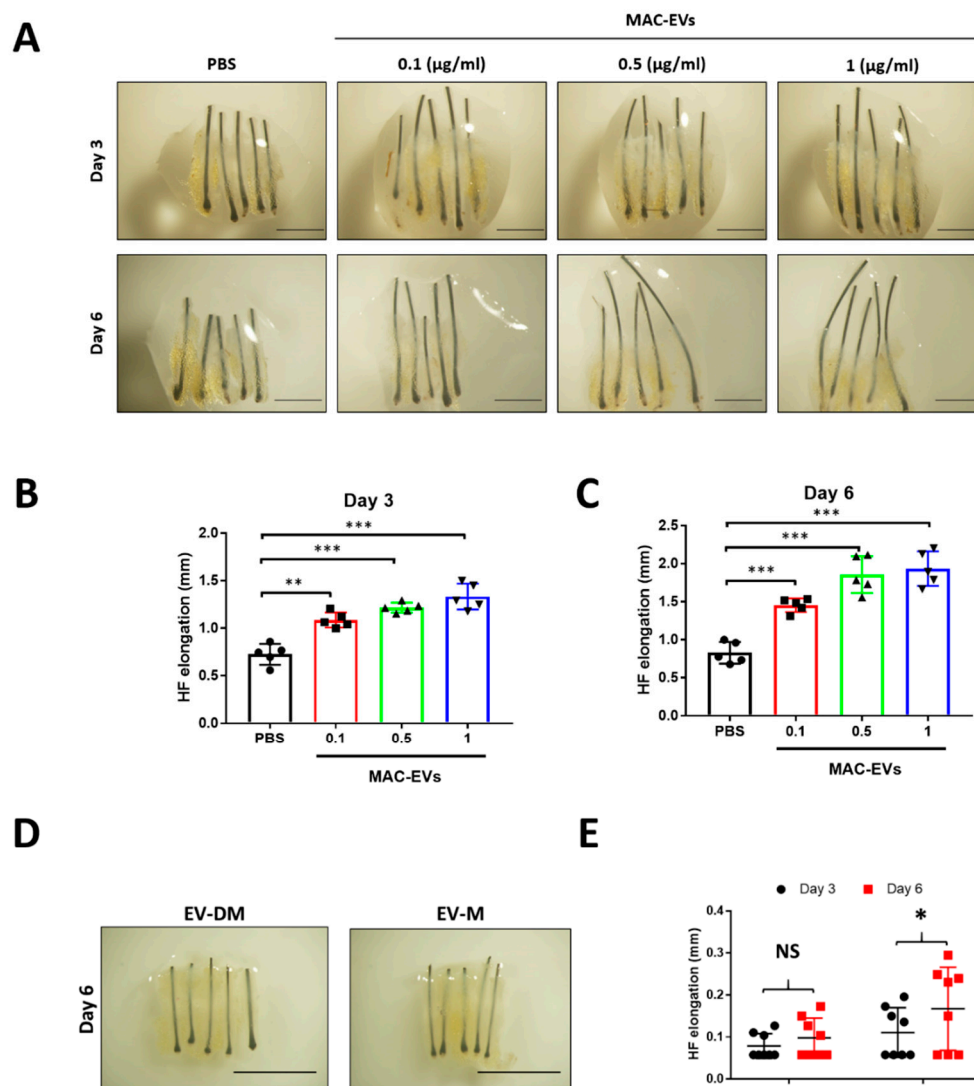 A
MAC-EVs
PBS
0.1 (µg/ml)
0.5 (µg/ml)
1 (µg/ml)
Day 3
Day 6
B
Day 3
***
***
**
HF elongation (mm)
2.0
1.5
1.0
0.5
0.0
PBS
0.1
0.5
1
MAC-EVs
C
Day 6
***
***
***
HF elongation (mm)
2.5
2.0
1.5
1.0
0.5
0.0
PBS
0.1
0.5
1
MAC-EVs
D
EV-DM
EV-M
Day 6
E
Day 3
Day 6
NS
*
HF elongation (mm)
0.4
0.3
0.2
0.1
0.0